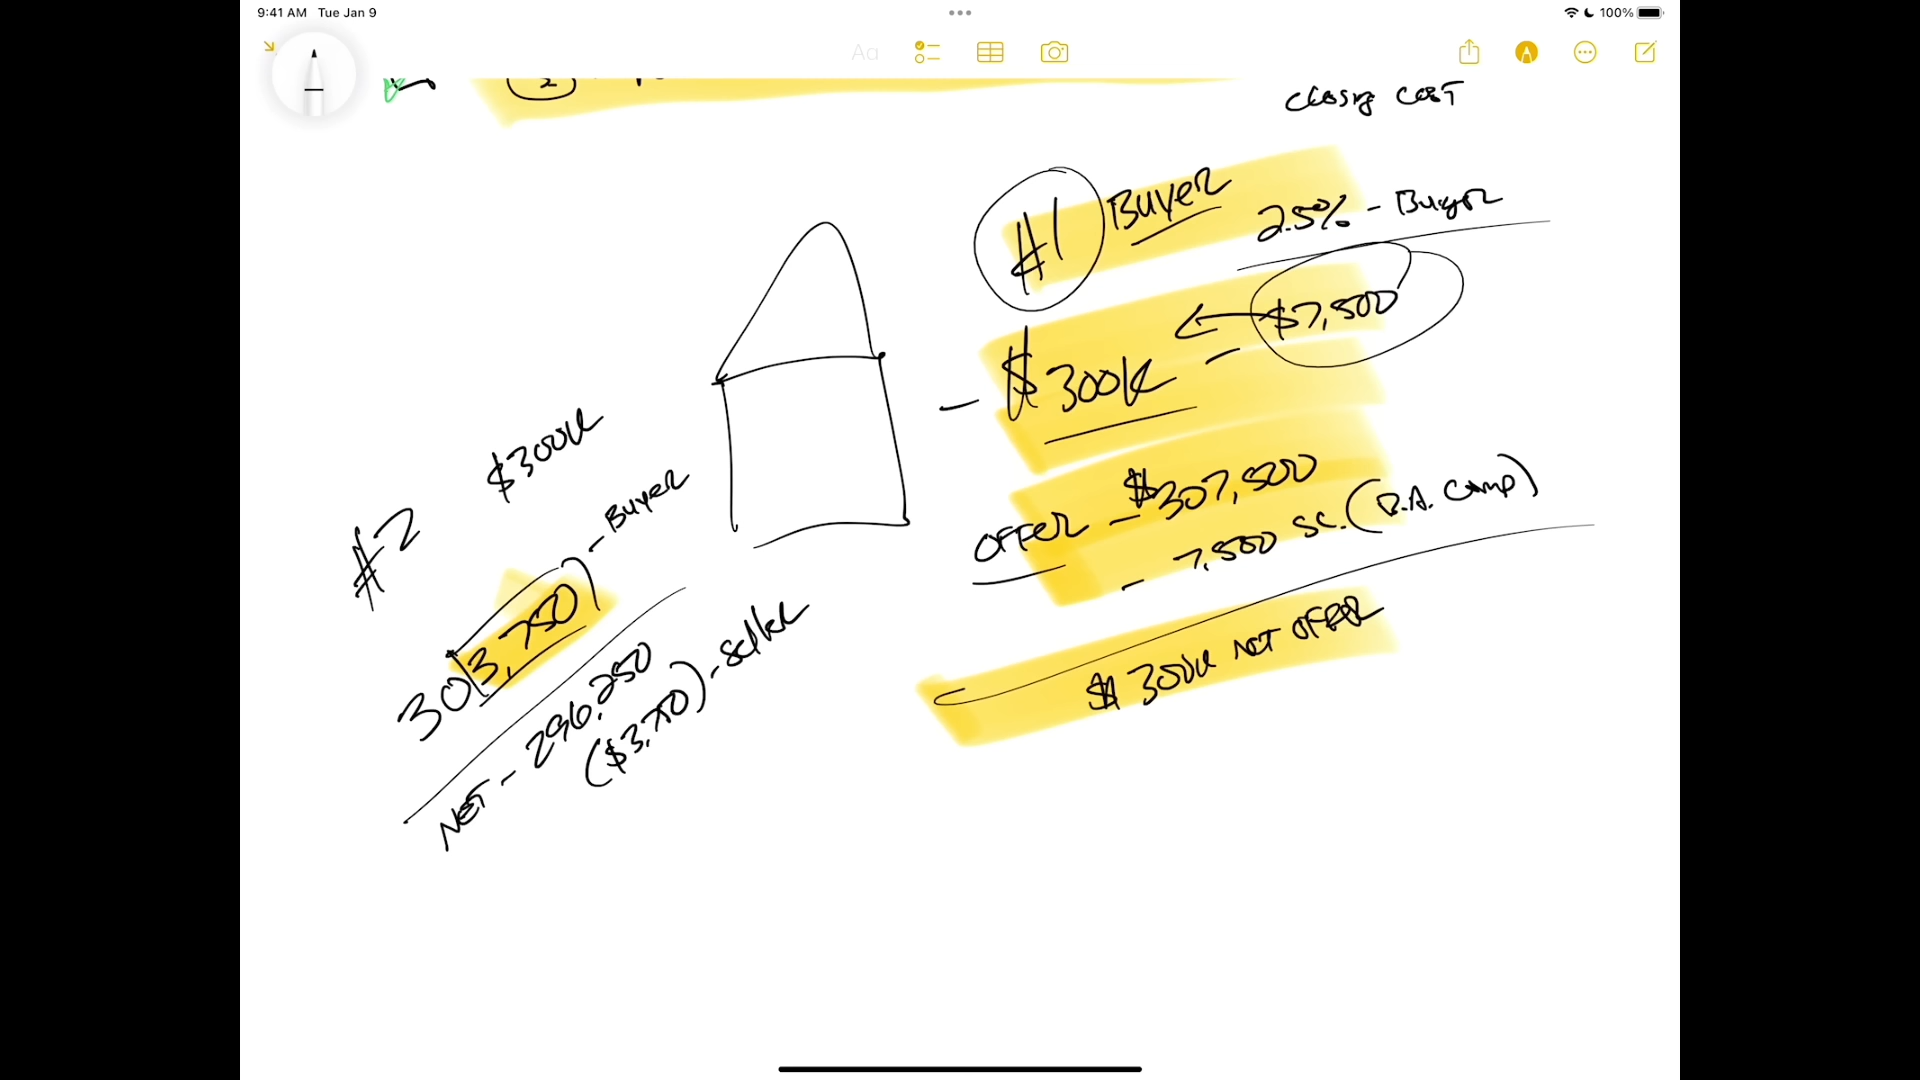 9:41 AM Tue Jan 9
100%
Aa
closing cost
#1 Buyer
2.5% - Buyer
$7,500
- $300K -
OFFER - $307,500
- 7,500 SC. (B.A. Comp)
$300K NET OFFER
#2
$300K
303,750) - Buyer
NET - 296,250
($3,750) - seller